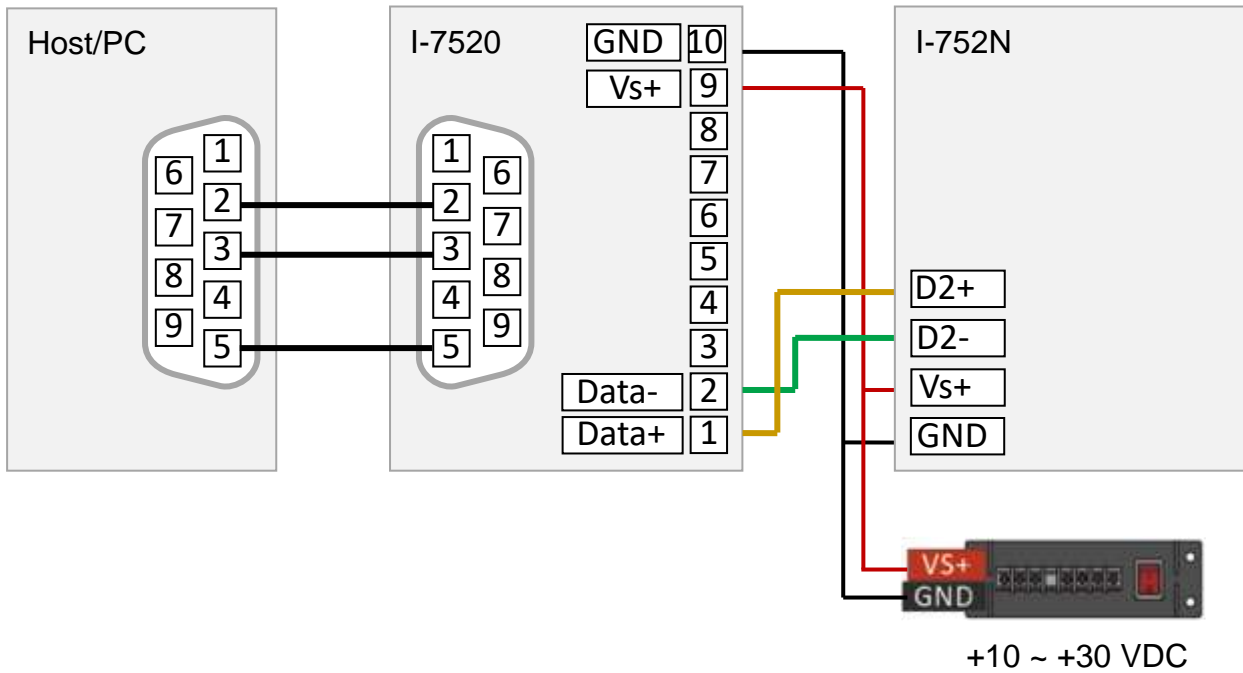 Host/PC
1
6
2
7
3
8
4
9
5
I-7520
1
6
2
7
3
8
4
9
5
GND 10
Vs+ 9
8
7
6
5
4
3
Data- 2
Data+ 1
I-752N
D2+
D2-
Vs+
GND
VS+
GND
+10 ~ +30 VDC